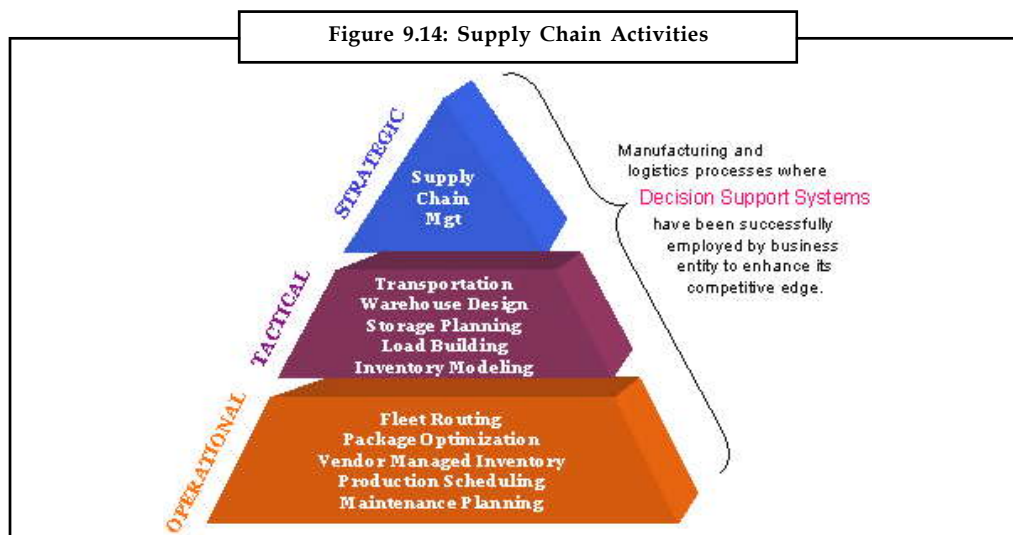 Figure 9.14: Supply Chain Activities
STRATEGIC
Supply
Chain
Mgt
TACTICAL
Transportation
Warehouse Design
Storage Planning
Load Building
Inventory Modeling
OPERATIONAL
Fleet Routing
Package Optimization
Vendor Managed Inventory
Production Scheduling
Maintenance Planning
Manufacturing and
logistics processes where
Decision Support Systems
have been successfully
employed by business
entity to enhance its
competitive edge.